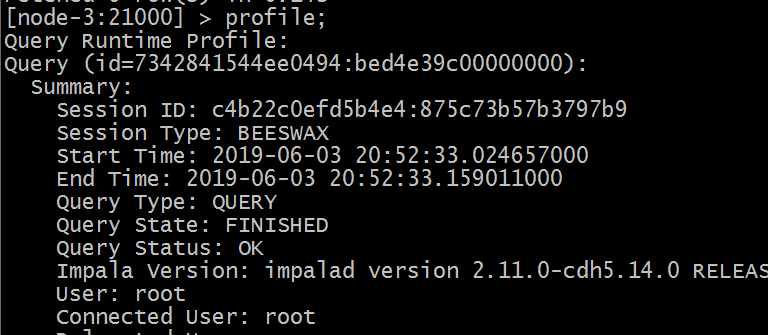 [node-3:21000] > profile;
Query Runtime Profile:
Query (id=7342841544ee0494:bed4e39c00000000):
Summary:
Session ID: c4b22c0efd5b4e4:875c73b57b3797b9
Session Type: BEESWAX
Start Time: 2019-06-03 20:52:33.024657000
End Time: 2019-06-03 20:52:33.159011000
Query Type: QUERY
Query State: FINISHED
Query Status: OK
Impala Version: impalad version 2.11.0-cdh5.14.0 RELEAS
User: root
Connected User: root